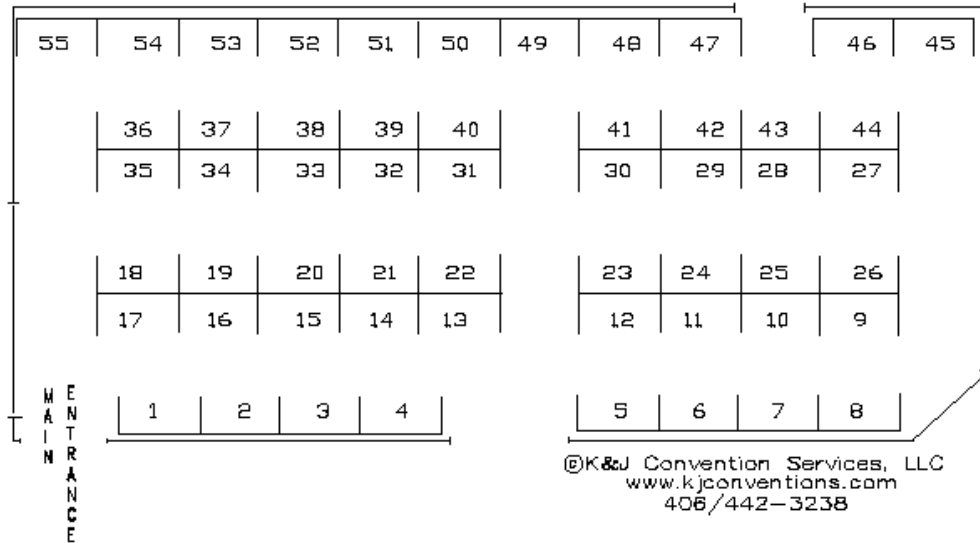 55 54 53 52 51 50 49 48 47 46 45
36 37 38 39 40 41 42 43 44
35 34 33 32 31 30 29 28 27
18 19 20 21 22 23 24 25 26
17 16 15 14 13 12 11 10 9
1 2 3 4 5 6 7 8
MAIN
ENTRANCE
©K&J Convention Services, LLC
www.kjconventions.com
406/442-3238